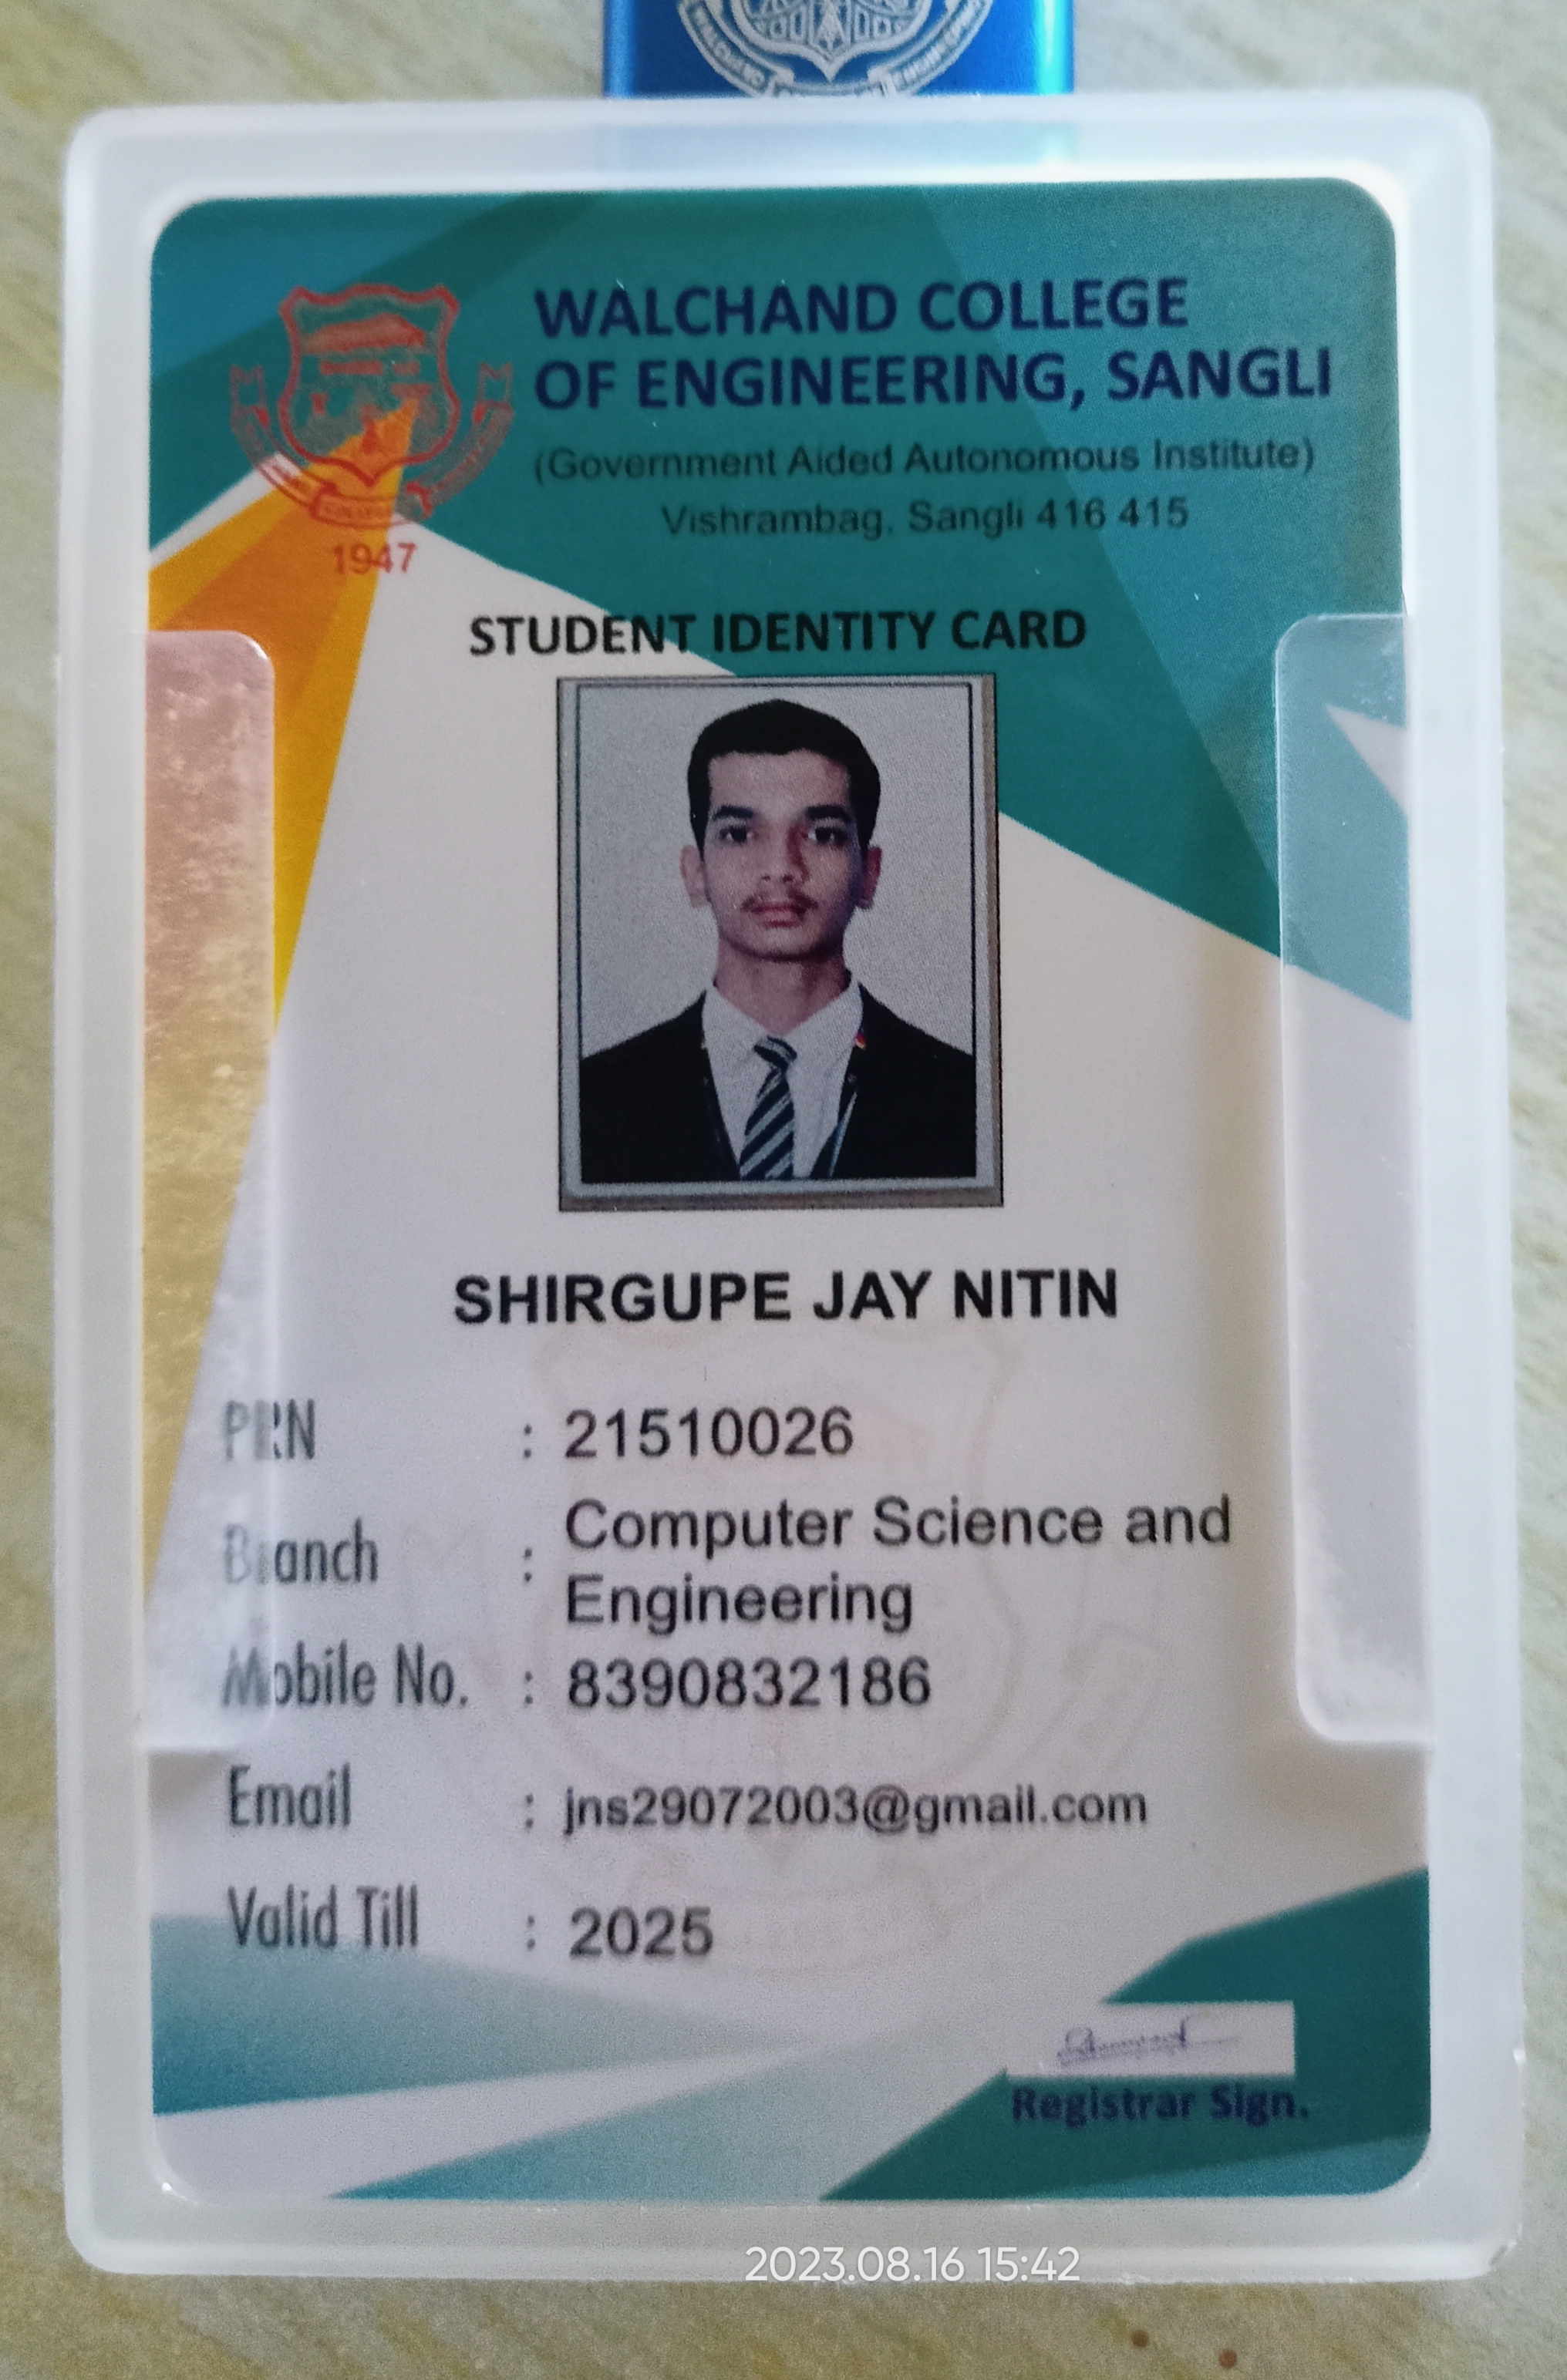 WALCHAND COLLEGE
OF ENGINEERING, SANGLI
(Government Aided Autonomous Institute)
Vishrambag, Sangli 416 415
1947
STUDENT IDENTITY CARD
SHIRGUPE JAY NITIN
PRN : 21510026
Branch : Computer Science and
Engineering
Mobile No. : 8390832186
Email : jns29072003@gmail.com
Valid Till : 2025
Registrar Sign.
2023.08.16 15:42